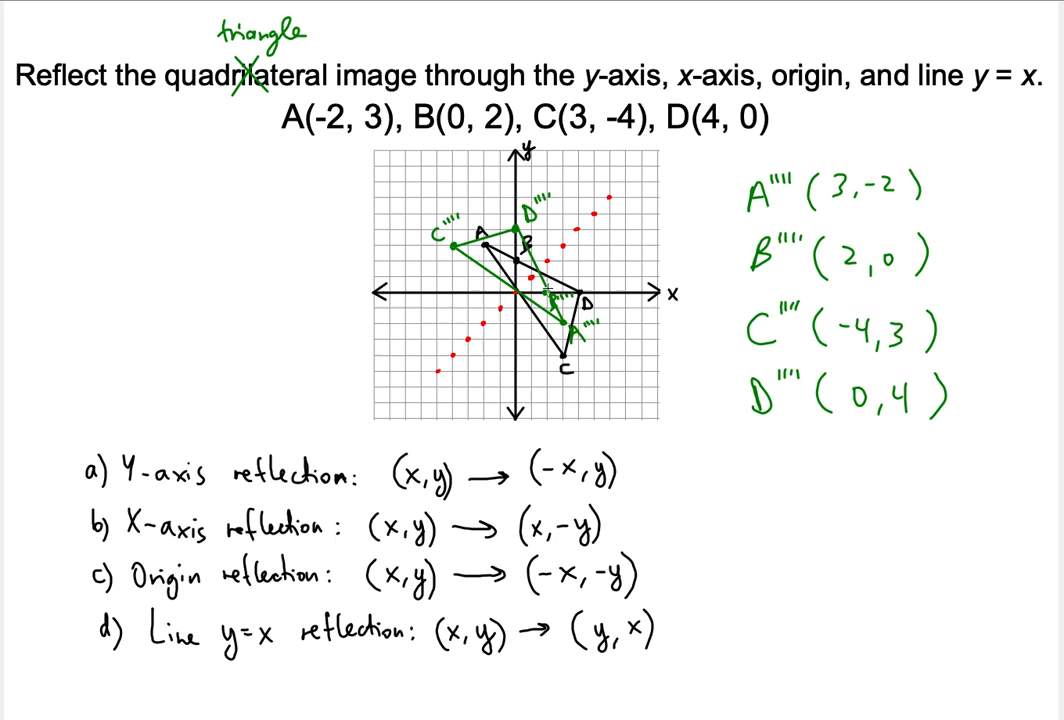 triangle
Reflect the quadrilateral image through the y-axis, x-axis, origin, and line y = x.
A(-2, 3), B(0, 2), C(3, -4), D(4, 0)
y
D''''
C''''
A
B
x
B''''
D
A''''
C
A'''' (3,-2)
B'''' (2,0)
C'''' (-4,3)
D'''' (0,4)
a) Y-axis reflection: (x,y) → (-x,y)
b) X-axis reflection: (x,y) → (x,-y)
c) Origin reflection: (x,y) → (-x,-y)
d) Line y=x reflection: (x,y) → (y,x)